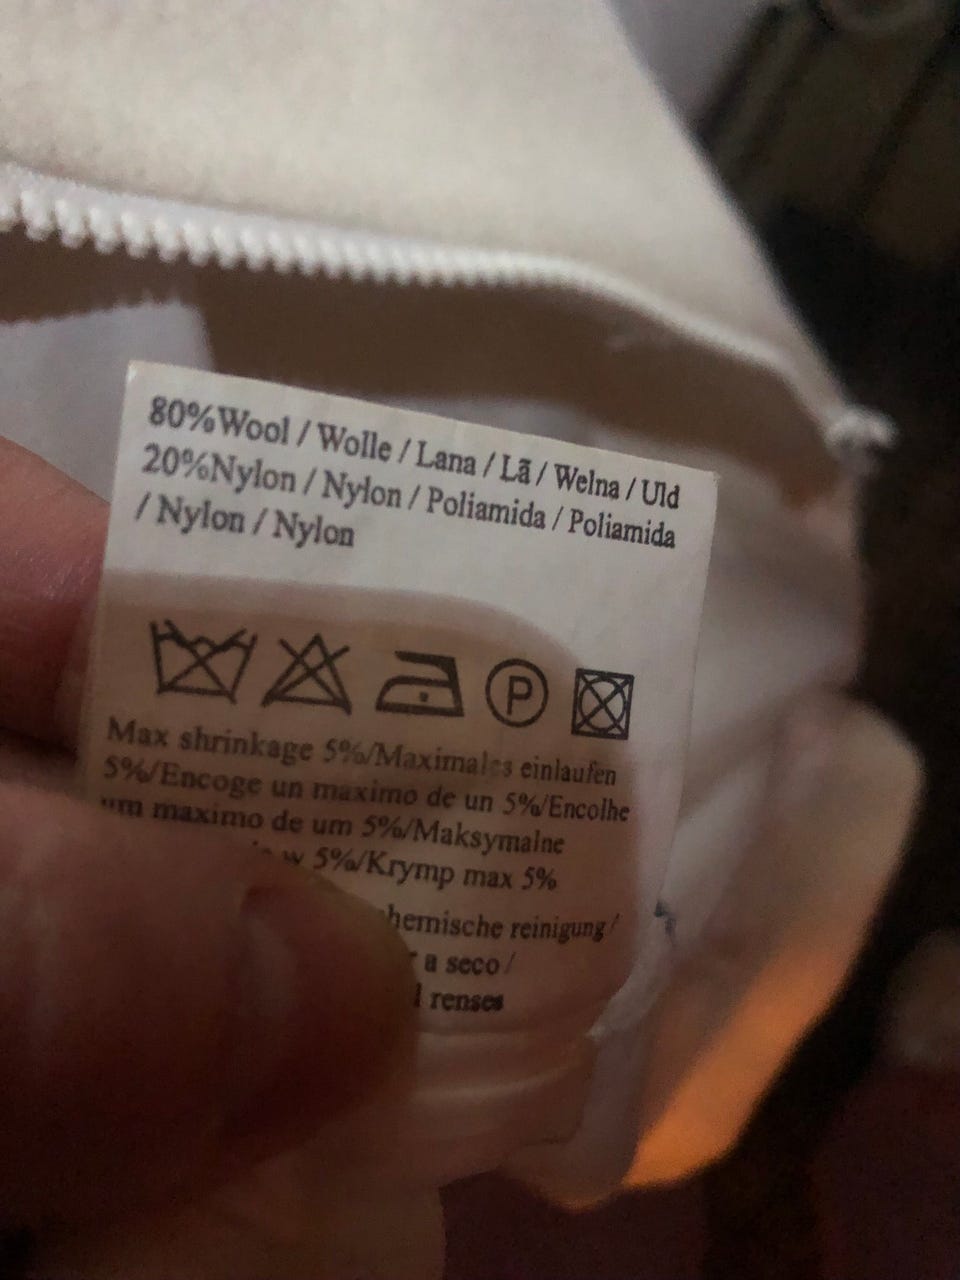 80%Wool / Wolle / Lana / Lã / Welna / Uld
20%Nylon / Nylon / Poliamida / Poliamida
/ Nylon / Nylon
P
Max shrinkage 5%/Maximales einlaufen
5%/Encoge un maximo de un 5%/Encolhe
um maximo de um 5%/Maksymalne
w 5%/Krymp max 5%
reinigung/
a seco /
renses